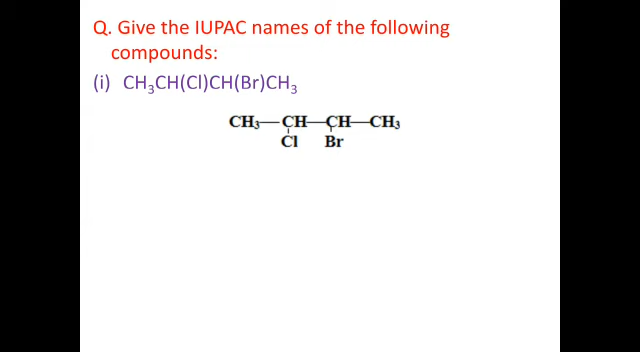 Q. Give the IUPAC names of the following
compounds:
(i) CH₃CH(Cl)CH(Br)CH₃
CH₃—CH—CH—CH₃
Cl Br